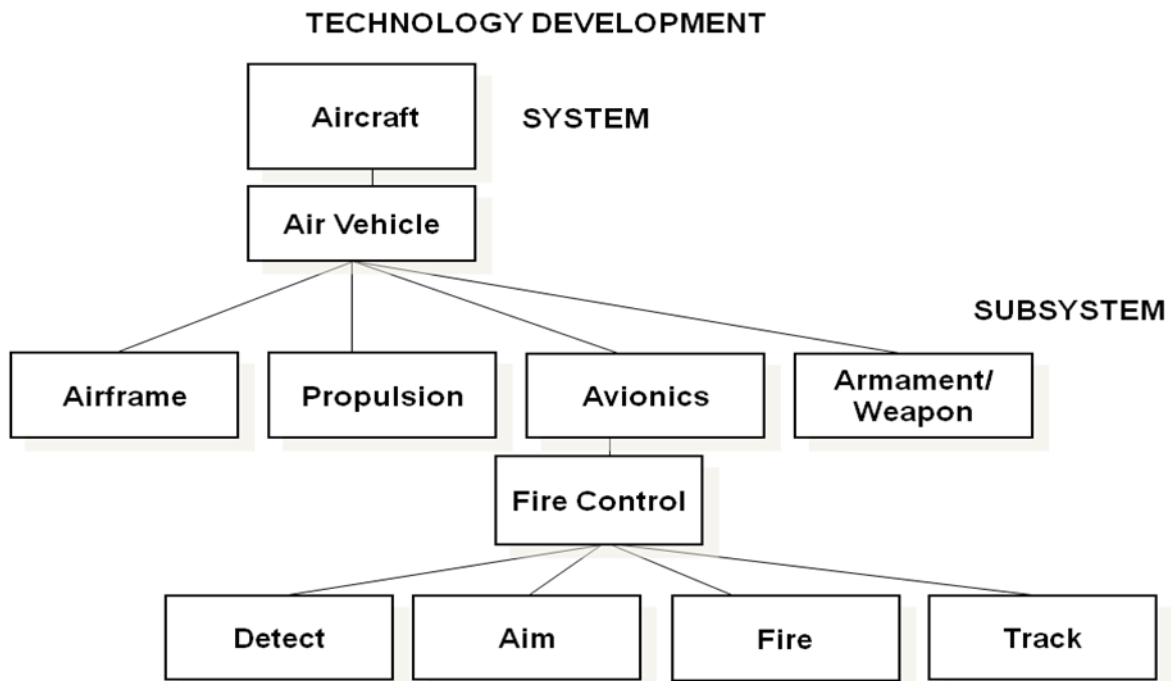 TECHNOLOGY DEVELOPMENT
Aircraft
SYSTEM
Air Vehicle
SUBSYSTEM
Airframe
Propulsion
Avionics
Armament/
Weapon
Fire Control
Detect
Aim
Fire
Track